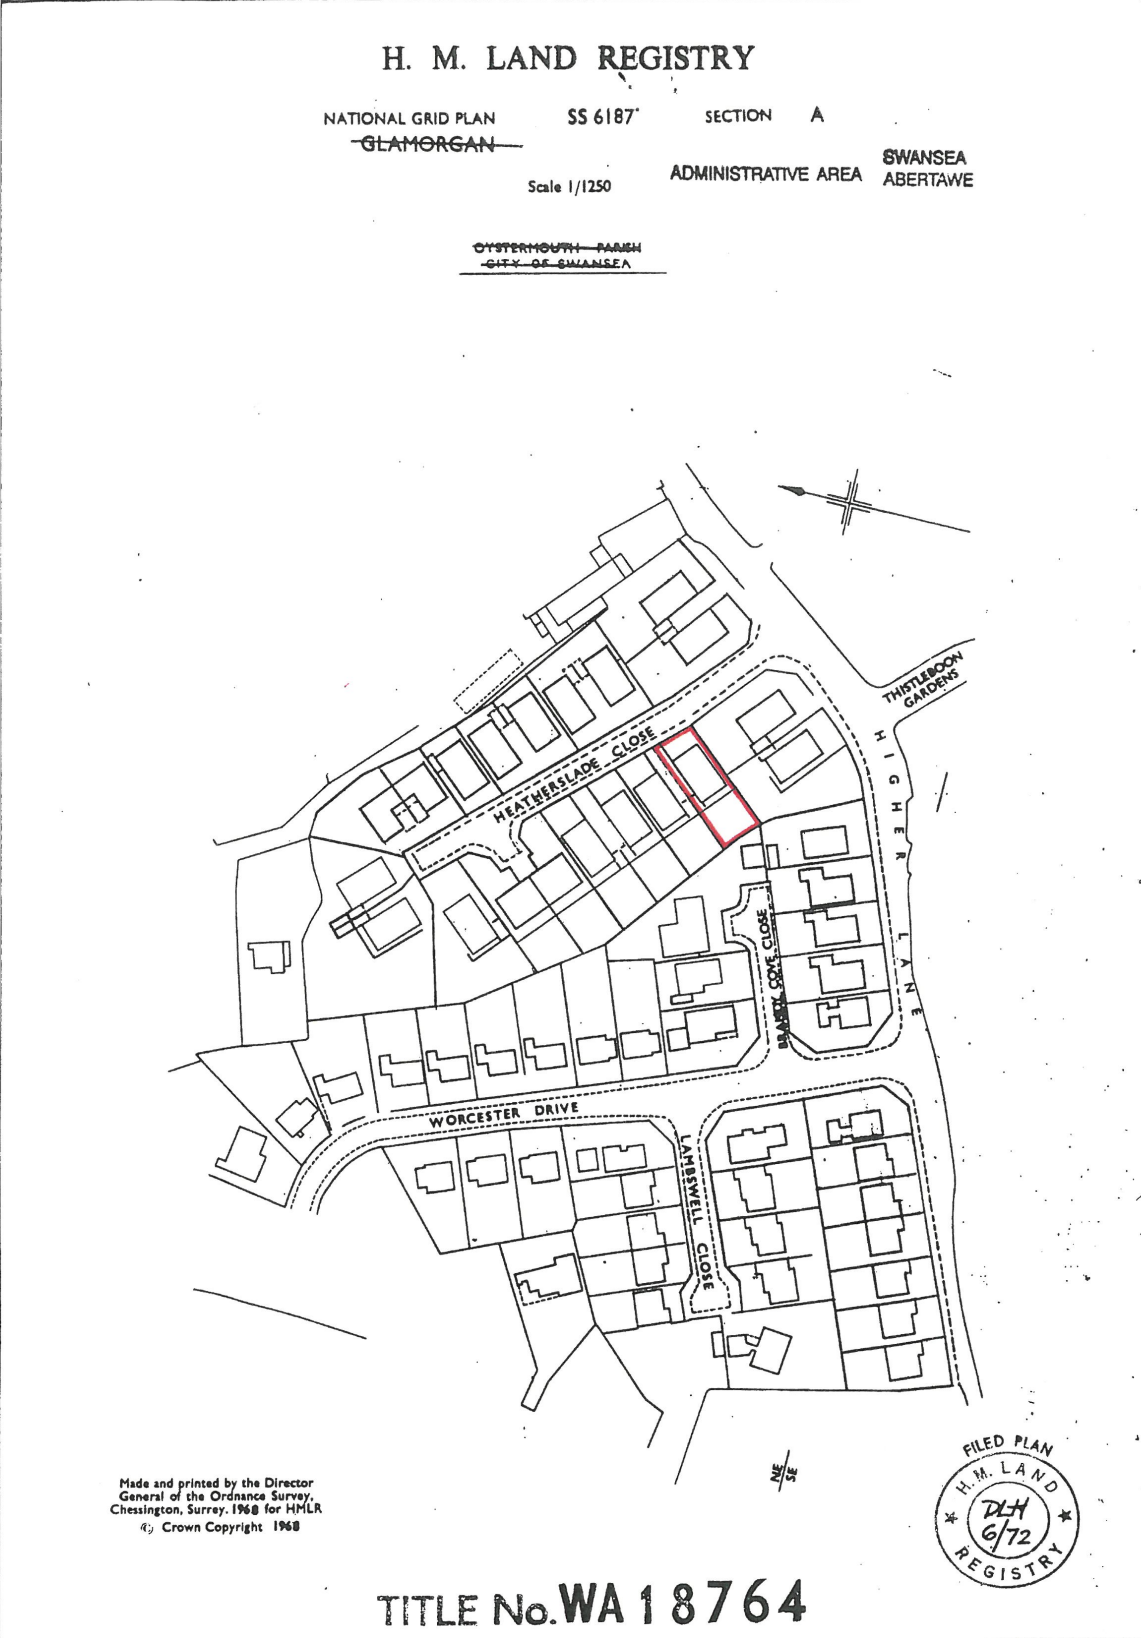 H. M. LAND REGISTRY
NATIONAL GRID PLAN SS 6187 SECTION A
GLAMORGAN
SWANSEA
ADMINISTRATIVE AREA ABERTAWE
Scale 1/1250
OYSTERMOUTH PARISH
CITY OF SWANSEA
THISTLEBOON
GARDENS
HEATHERSLADE CLOSE
HIGHER LANE
BRANDY COVE CLOSE
WORCESTER DRIVE
LAMBSWELL CLOSE
NE/SE
FILED PLAN
H.M. LAND
DLH
6/72
REGISTRY
Made and printed by the Director
General of the Ordnance Survey,
Chessington, Surrey. 1968 for HMLR
© Crown Copyright 1968
TITLE No. WA18764